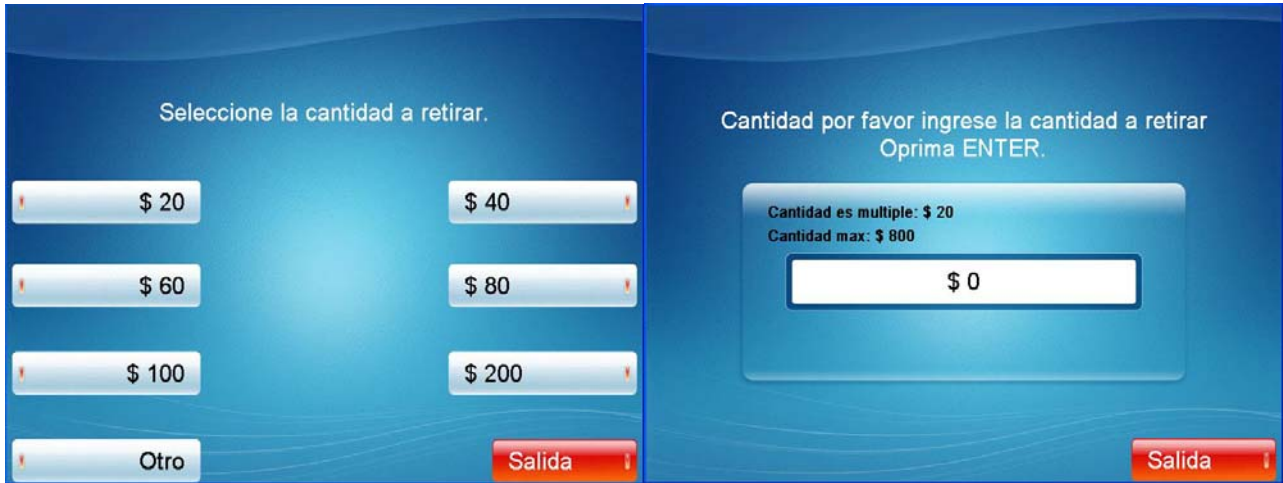 Seleccione la cantidad a retirar.
$ 20
$ 40
$ 60
$ 80
$ 100
$ 200
Otro
Salida
Cantidad por favor ingrese la cantidad a retirar
Oprima ENTER.
Cantidad es multiple: $ 20
Cantidad max: $ 800
$ 0
Salida